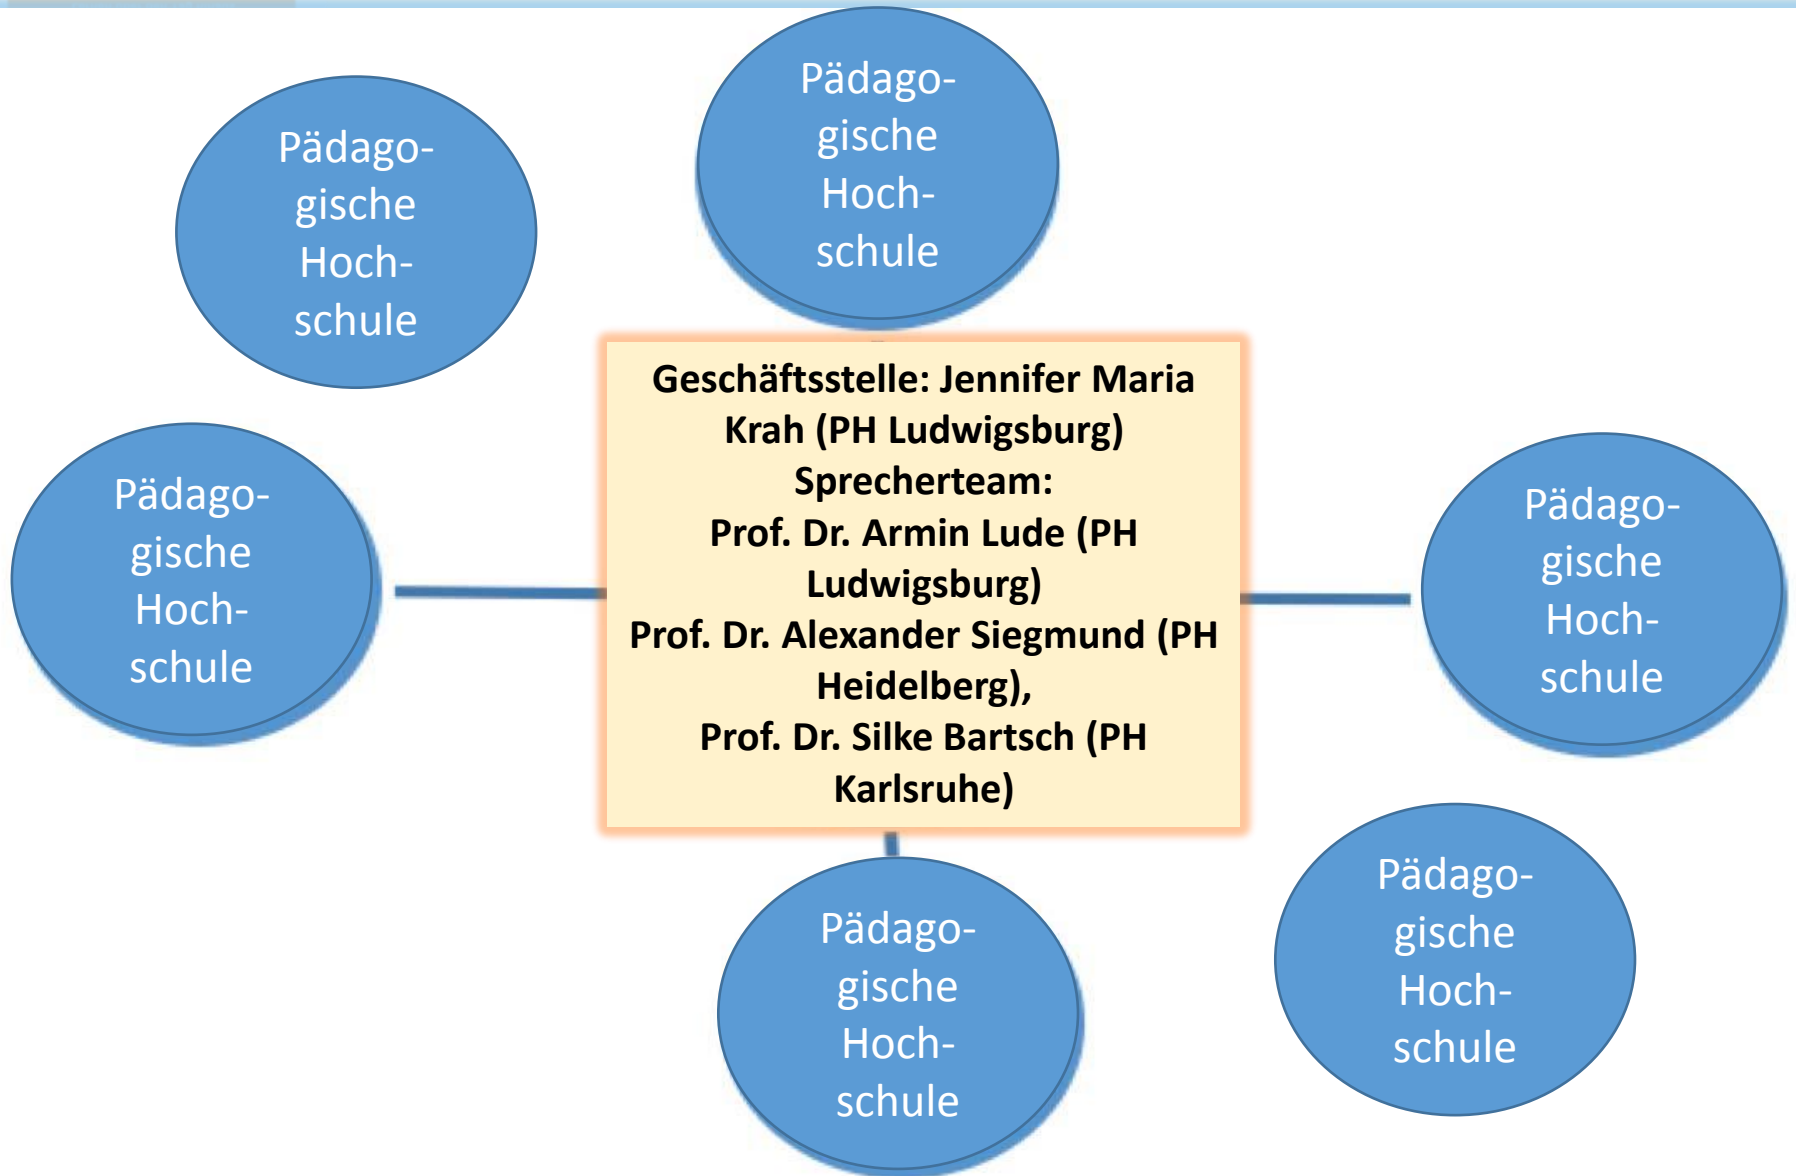 Pädago-
gische
Hoch-
schule
Pädago-
gische
Hoch-
schule
Geschäftsstelle: Jennifer Maria
Krah (PH Ludwigsburg)
Sprecherteam:
Prof. Dr. Armin Lude (PH
Ludwigsburg)
Prof. Dr. Alexander Siegmund (PH
Heidelberg),
Prof. Dr. Silke Bartsch (PH
Karlsruhe)
Pädago-
gische
Hoch-
schule
Pädago-
gische
Hoch-
schule
Pädago-
gische
Hoch-
schule
Pädago-
gische
Hoch-
schule